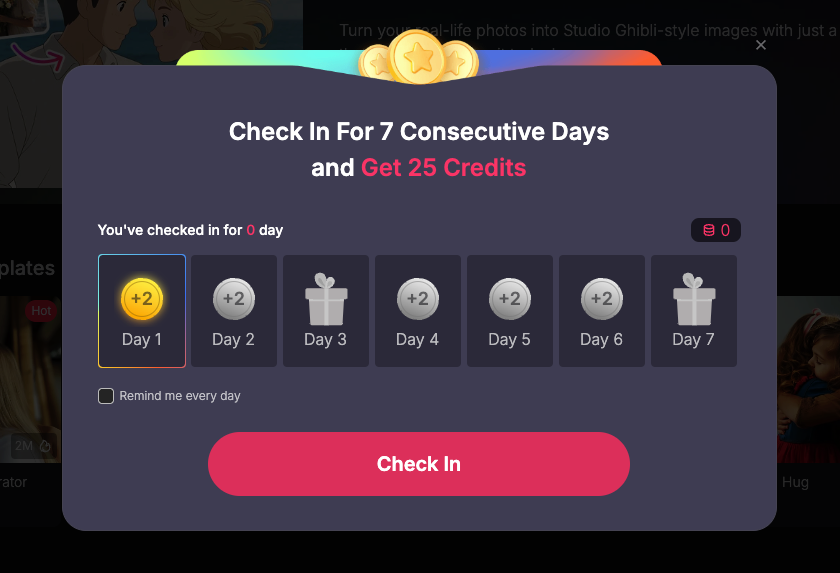 Turn your real-life photos into Studio Ghibli-style images with just a
Check In For 7 Consecutive Days
and Get 25 Credits
You've checked in for 0 day
0
plates
Hot
+2
+2
+2
+2
+2
Day 1
Day 2
Day 3
Day 4
Day 5
Day 6
Day 7
Remind me every day
2M
Check In
rator
Hug